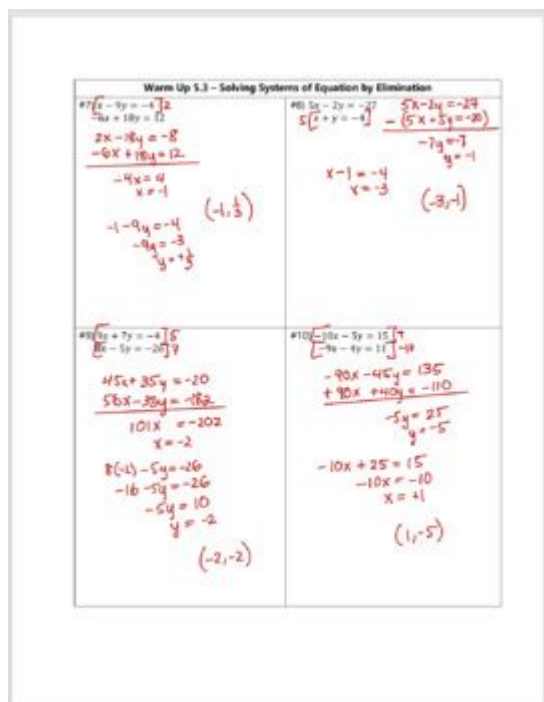 Warm Up 5.3 – Solving Systems of Equation by Elimination
#7) [x − 9y = −4] 2
−6x + 18y = 12
2x − 18y = −8
−6x + 18y = 12
−4x = 4
x = −1
−1 − 9y = −4
−9y = −3
y = +1/3
(−1, 1/3)
#8) 5x − 2y = −27
5[x + y = −4]
5x − 2y = −27
− (5x + 5y = −20)
−7y = −7
y = −1
x − 1 = −4
x = −3
(−3, −1)
#9) [9x + 7y = −4] 5
[8x − 5y = −26] 7
45x + 35y = −20
56x − 35y = −182
101x = −202
x = −2
8(−2) − 5y = −26
−16 − 5y = −26
−5y = 10
y = −2
(−2, −2)
#10) [−10x − 5y = 15] 9
[−9x − 4y = 11] −10
−90x − 45y = 135
+ 90x + 40y = −110
−5y = 25
y = −5
−10x + 25 = 15
−10x = −10
x = +1
(1, −5)